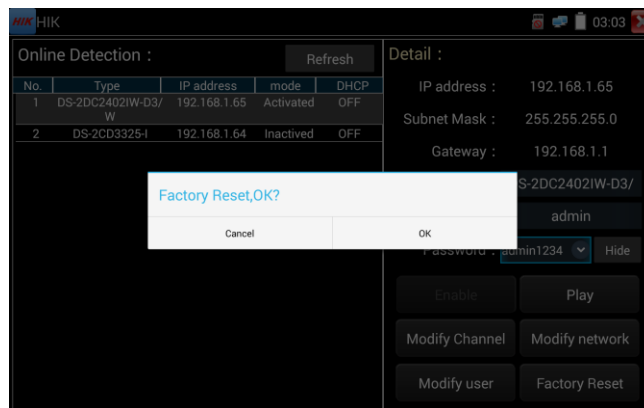 HIK HIK 03:03
Online Detection : Refresh
No. Type IP address mode DHCP
1 DS-2DC2402IW-D3/W 192.168.1.65 Activated OFF
2 DS-2CD3325-I 192.168.1.64 Inactived OFF
Detail :
IP address : 192.168.1.65
Subnet Mask : 255.255.255.0
Gateway : 192.168.1.1
S-2DC2402IW-D3/
admin
Password : admin1234 Hide
Enable Play
Modify Channel Modify network
Modify user Factory Reset
Factory Reset,OK?
Cancel OK